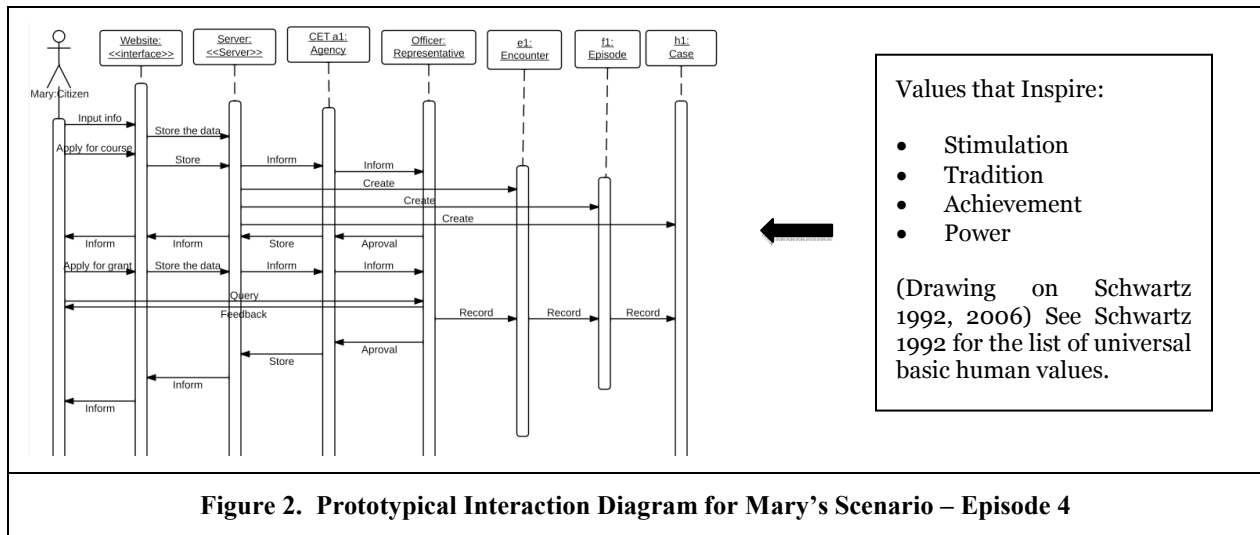 Website:
<<interface>>
Server:
<<Server>>
CET a1:
Agency
Officer:
Representative
e1:
Encounter
f1:
Episode
h1:
Case
Mary:Citizen
Input info
Store the data
Apply for course
Store
Inform
Inform
Create
Create
Create
Inform
Inform
Store
Aproval
Apply for grant
Store the data
Inform
Inform
Query
Feedback
Record
Record
Record
Aproval
Store
Inform
Inform
Values that Inspire:
• Stimulation
• Tradition
• Achievement
• Power
(Drawing on Schwartz
1992, 2006) See Schwartz
1992 for the list of universal
basic human values.
Figure 2. Prototypical Interaction Diagram for Mary’s Scenario – Episode 4